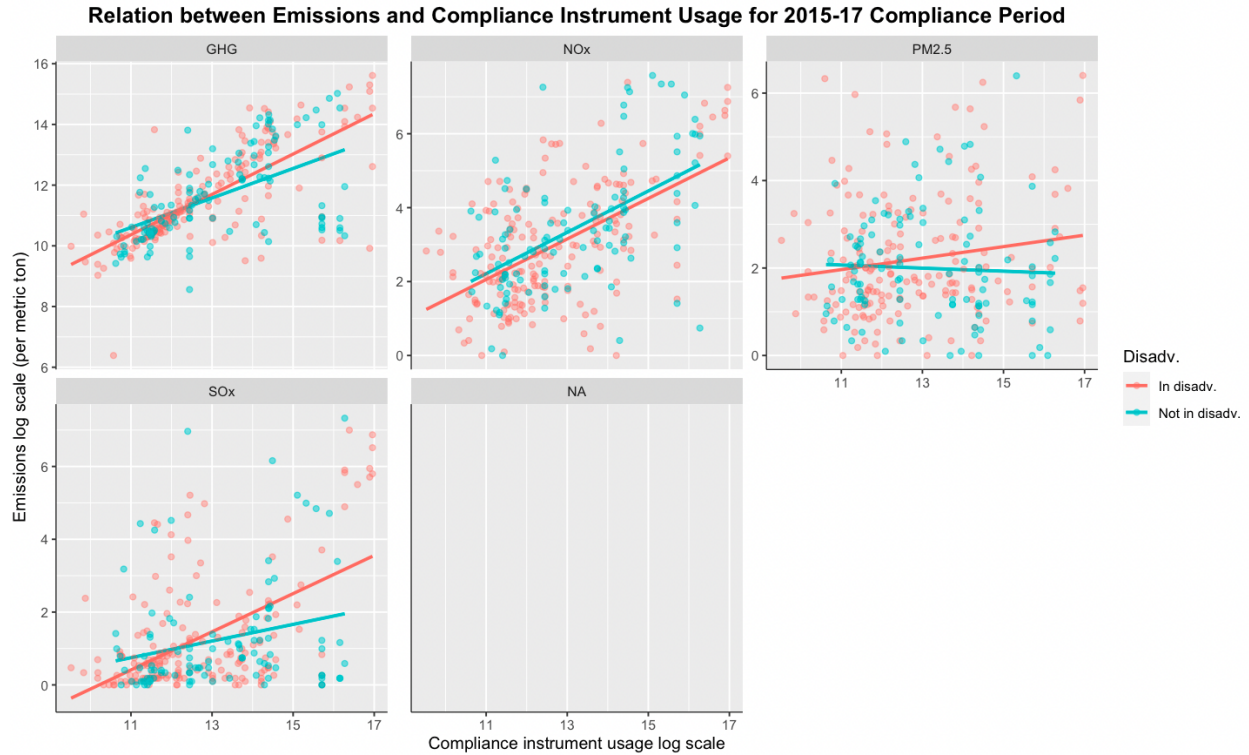 Relation between Emissions and Compliance Instrument Usage for 2015-17 Compliance Period
GHG
NOx
PM2.5
16
14
12
10
8
6
6
4
2
0
6
4
2
0
11 13 15 17
SOx
NA
6
4
2
0
11 13 15 17
11 13 15 17
Emissions log scale (per metric ton)
Compliance instrument usage log scale
Disadv.
In disadv.
Not in disadv.